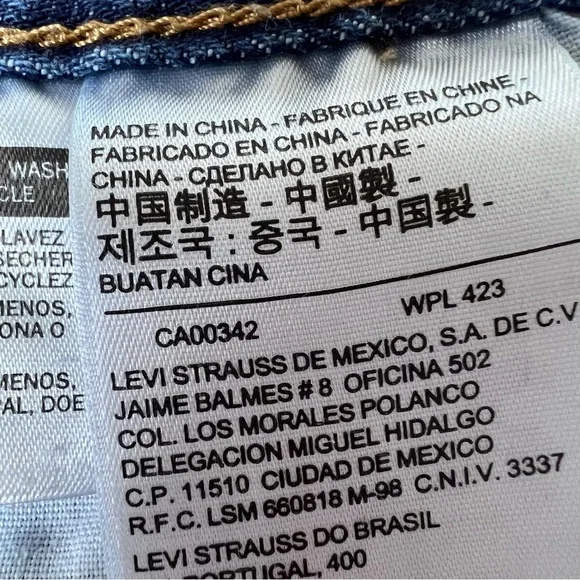 MADE IN CHINA - FABRIQUE EN CHINE -
FABRICADO EN CHINA - FABRICADO NA
CHINA - СДЕЛАНО В КИТАЕ -
中国制造 - 中國製 -
제조국 : 중국 - 中国製 -
BUATAN CINA
CA00342 WPL 423
LEVI STRAUSS DE MEXICO, S.A. DE C.V
JAIME BALMES # 8 OFICINA 502
COL. LOS MORALES POLANCO
DELEGACION MIGUEL HIDALGO
C.P. 11510 CIUDAD DE MEXICO
R.F.C. LSM 660818 M-98 C.N.I.V. 3337
LEVI STRAUSS DO BRASIL
PORTUGAL, 400
WASH
CLE
LAVEZ
SECHER
CYCLEZ
MENOS,
ONA O
MENOS,
PAL, DOE